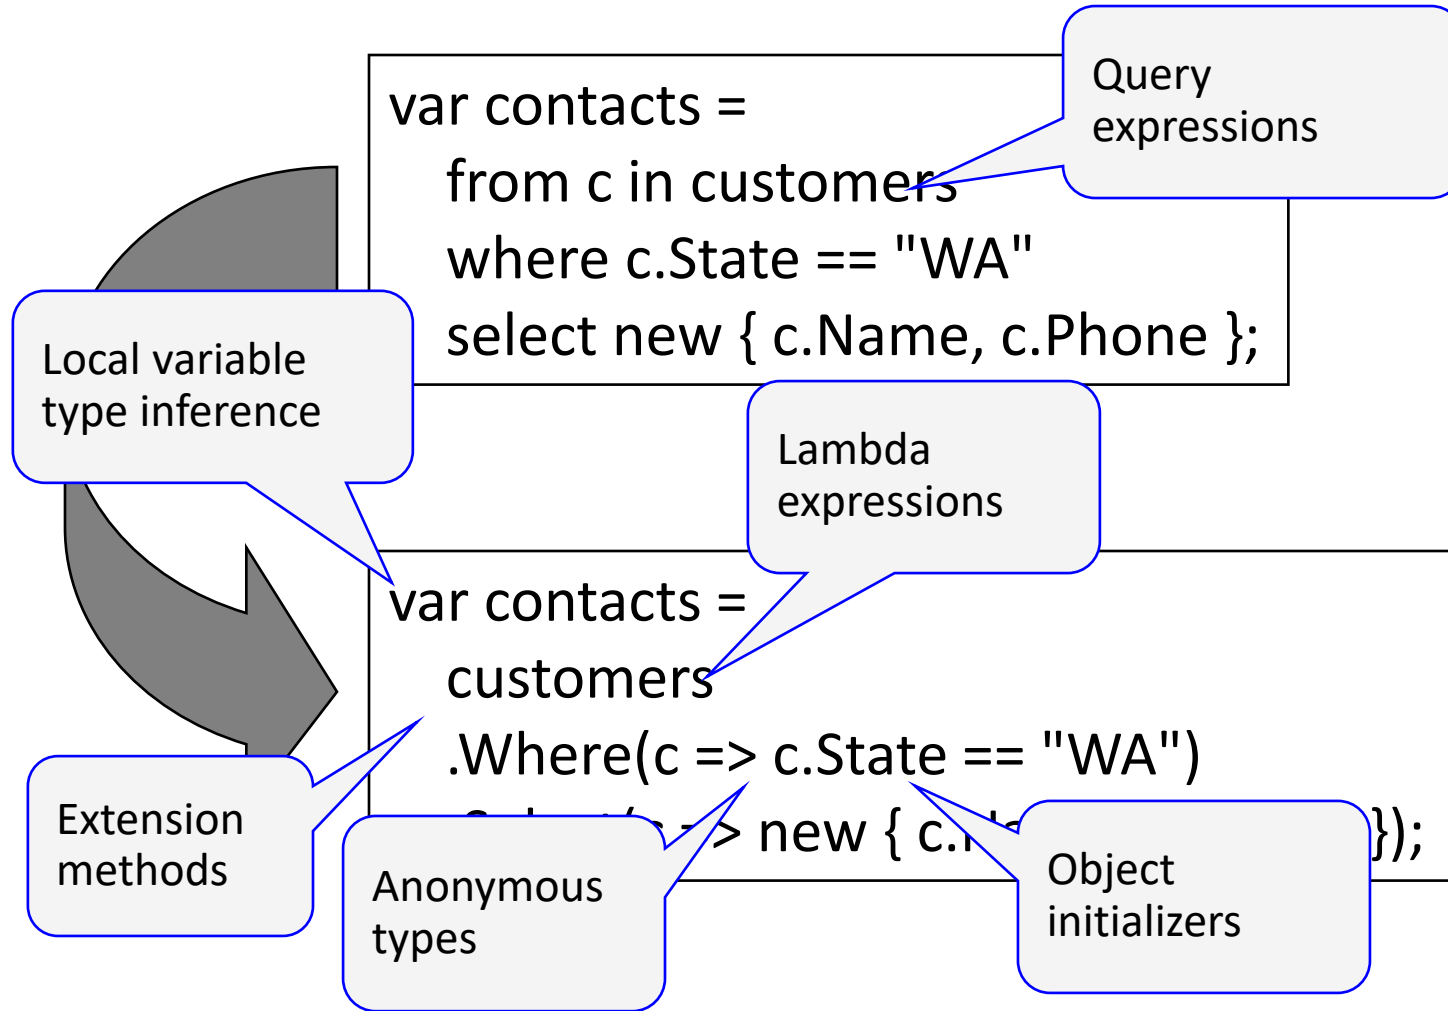 var contacts =
from c in customers
where c.State == "WA"
select new { c.Name, c.Phone };
Query
expressions
Local variable
type inference
Lambda
expressions
var contacts =
customers
.Where(c => c.State == "WA")
=> new { });
Extension
methods
Anonymous
types
Object
initializers